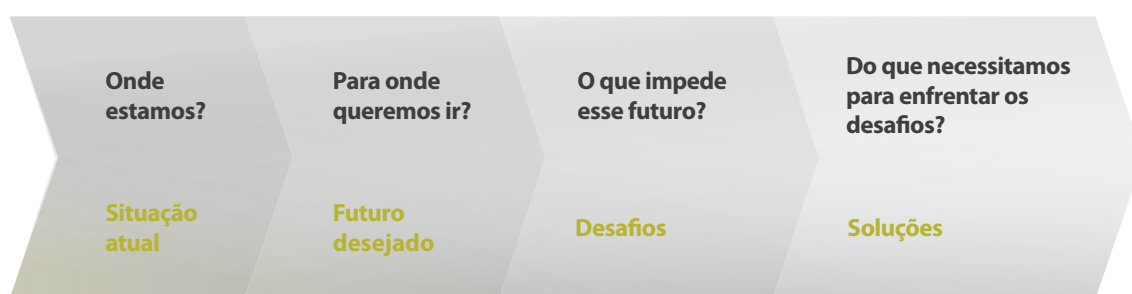 Onde
estamos?
Situação
atual
Para onde
queremos ir?
Futuro
desejado
O que impede
esse futuro?
Desafios
Do que necessitamos
para enfrentar os
desafios?
Soluções